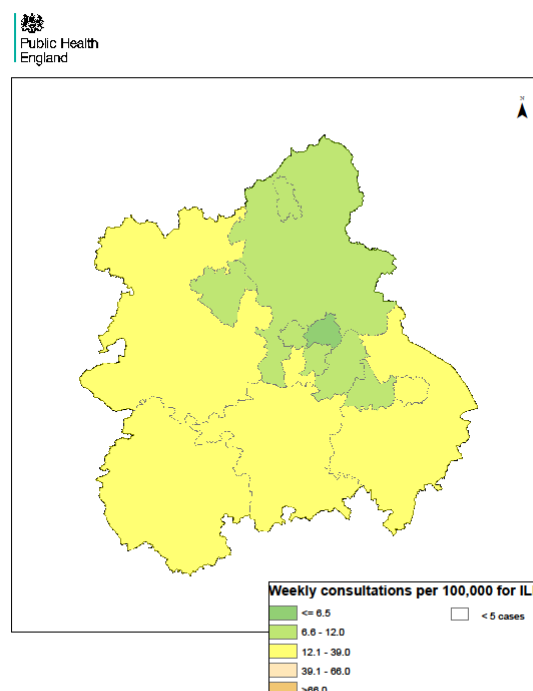 Public Health
England
N
Weekly consultations per 100,000 for IL
<= 6.5
< 5 cases
6.6 - 12.0
12.1 - 39.0
39.1 - 66.0
>66.0